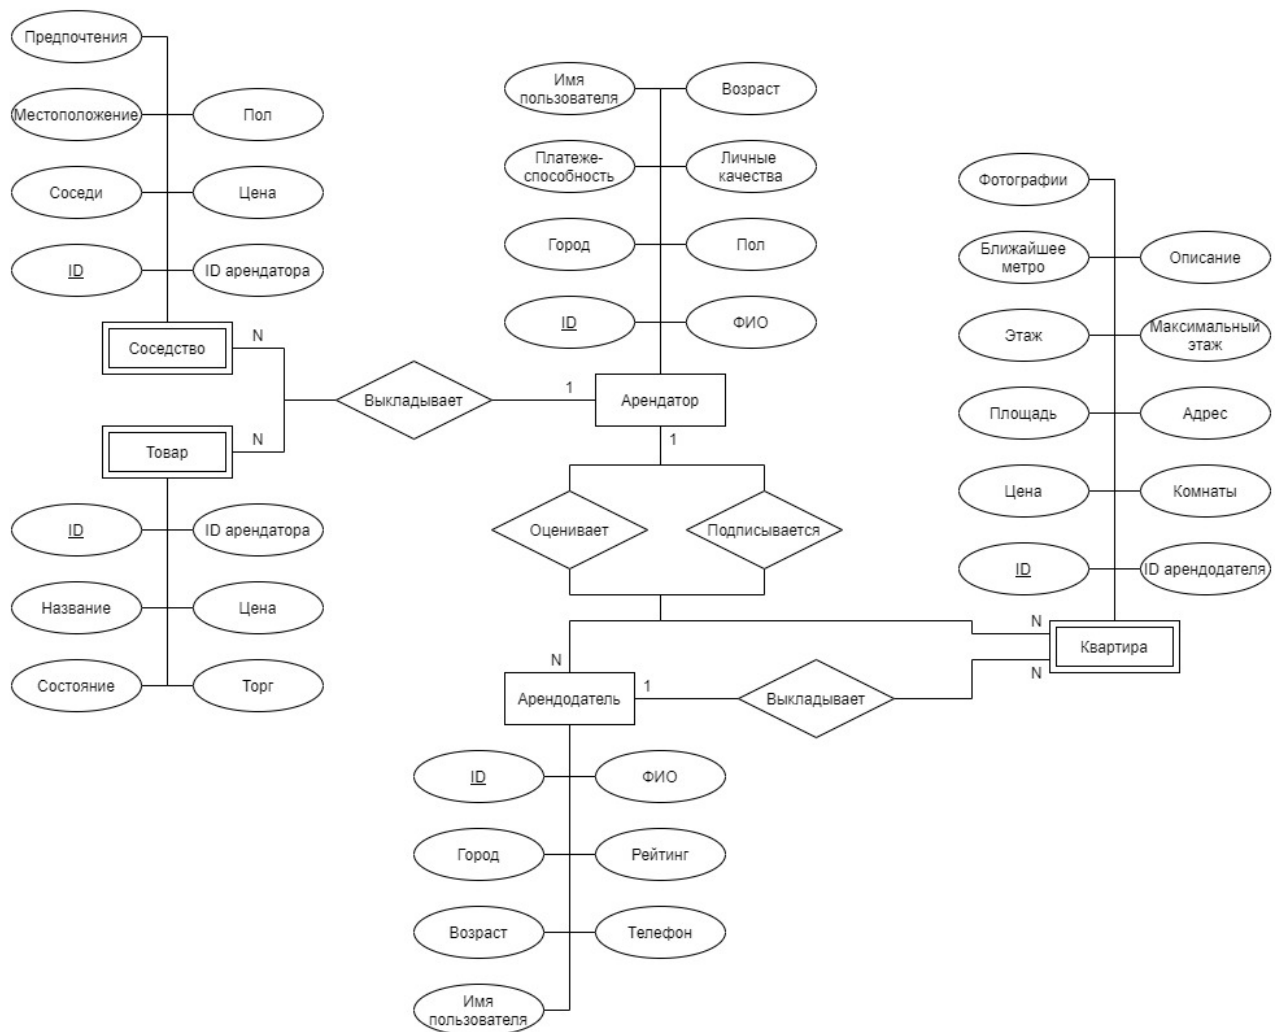 Предпочтения
Местоположение
Пол
Соседи
Цена
ID
ID арендатора
Соседство
N
Выкладывает
N
Товар
ID
ID арендатора
Название
Цена
Состояние
Торг
Имя
пользователя
Возраст
Платеже-
способность
Личные
качества
Город
Пол
ID
ФИО
1
Арендатор
1
Оценивает
Подписывается
Фотографии
Ближайшее
метро
Описание
Этаж
Максимальный
этаж
Площадь
Адрес
Цена
Комнаты
ID
ID арендодателя
N
Квартира
N
N
Арендодатель
1
Выкладывает
ID
ФИО
Город
Рейтинг
Возраст
Телефон
Имя
пользователя